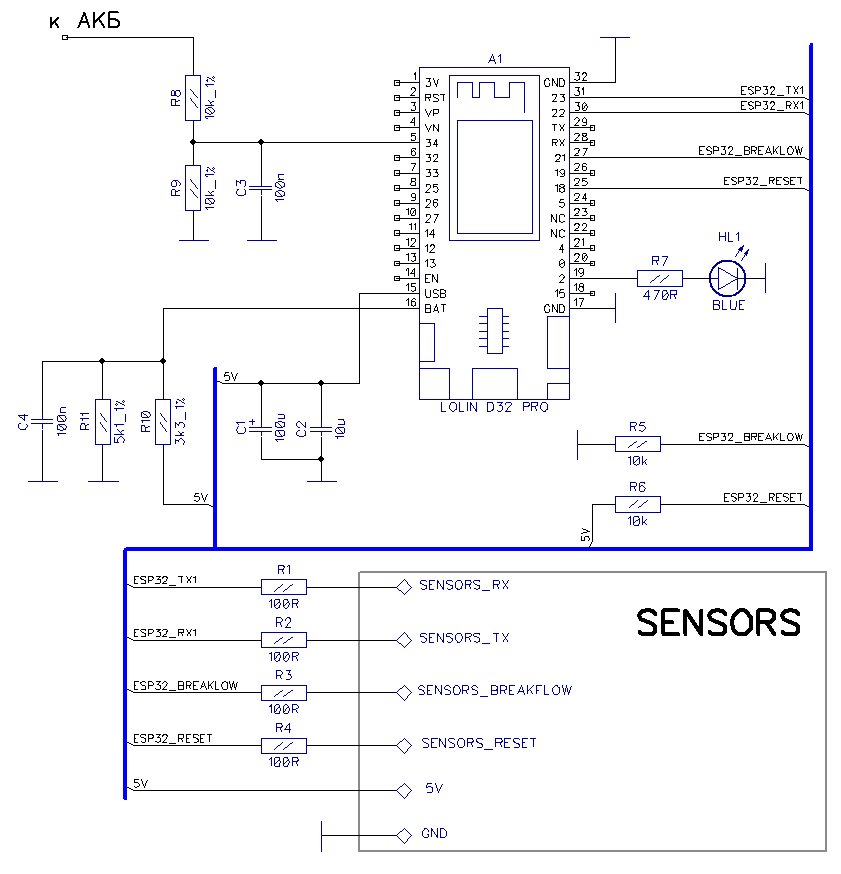 к АКБ
A1
R8
10k_1%
R9
10k_1%
C3
100n
1 3V
2 RST
3 VP
4 VN
5 34
6 32
7 33
8 25
9 26
10 27
11 14
12 12
13 13
14 EN
15 USB
16 BAT
GND 32
23 31
22 30
TX 29
RX 28
21 27
19 26
18 25
5 24
NC 23
NC 22
4 21
0 20
2 19
15 18
GND 17
LOLIN D32 PRO
ESP32_TX1
ESP32_RX1
ESP32_BREAKLOW
ESP32_RESET
R7
470R
HL1
BLUE
C4
100n
R11
5k1_1%
R10
3k3_1%
5V
5V
C1
+
100u
C2
10u
R5
10k
ESP32_BREAKLOW
R6
10k
ESP32_RESET
5V
ESP32_TX1
R1
100R
SENSORS_RX
ESP32_RX1
R2
100R
SENSORS_TX
ESP32_BREAKLOW
R3
100R
SENSORS_BREAKFLOW
ESP32_RESET
R4
100R
SENSORS_RESET
5V
5V
GND
SENSORS